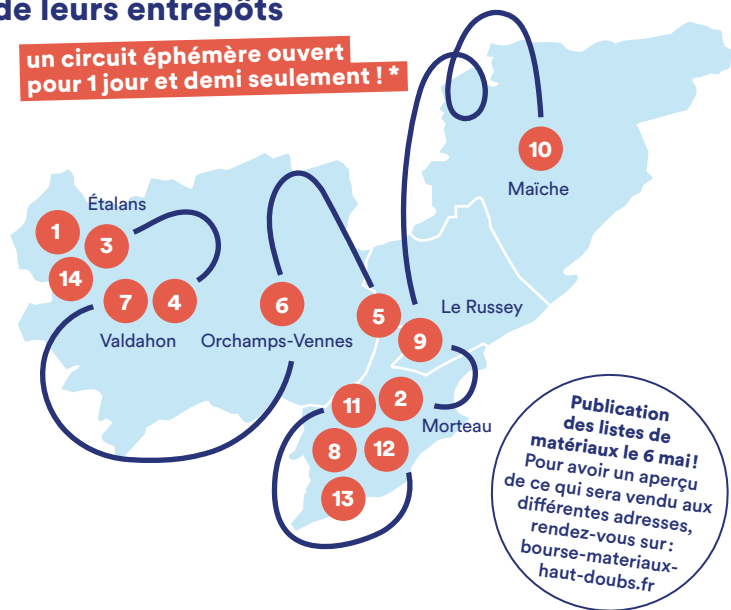 de leurs entrepôts
un circuit éphémère ouvert
pour 1 jour et demi seulement ! *
10
Maîche
Étalans
1
3
14
7
4
Valdahon
6
Orchamps-Vennes
5
Le Russey
9
11
2
Morteau
8
12
13
Publication
des listes de
matériaux le 6 mai !
Pour avoir un aperçu
de ce qui sera vendu aux
différentes adresses,
rendez-vous sur :
bourse-materiaux-
haut-doubs.fr